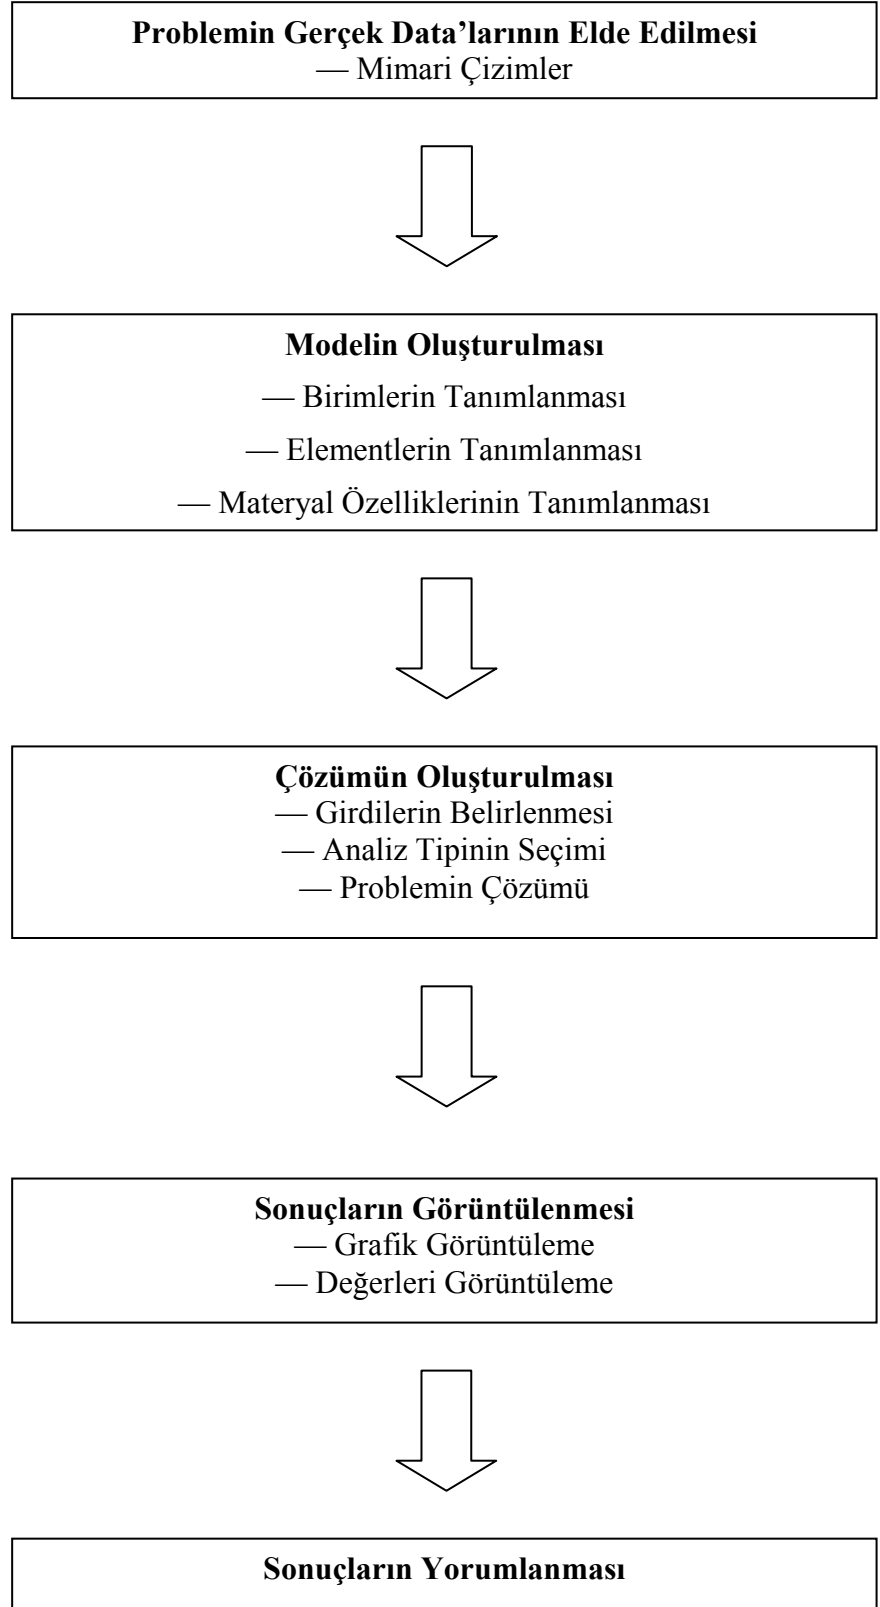 Problemin Gerçek Data’larının Elde Edilmesi
— Mimari Çizimler
Modelin Oluşturulması
— Birimlerin Tanımlanması
— Elementlerin Tanımlanması
— Materyal Özelliklerinin Tanımlanması
Çözümün Oluşturulması
— Girdilerin Belirlenmesi
— Analiz Tipinin Seçimi
— Problemin Çözümü
Sonuçların Görüntülenmesi
— Grafik Görüntüleme
— Değerleri Görüntüleme
Sonuçların Yorumlanması